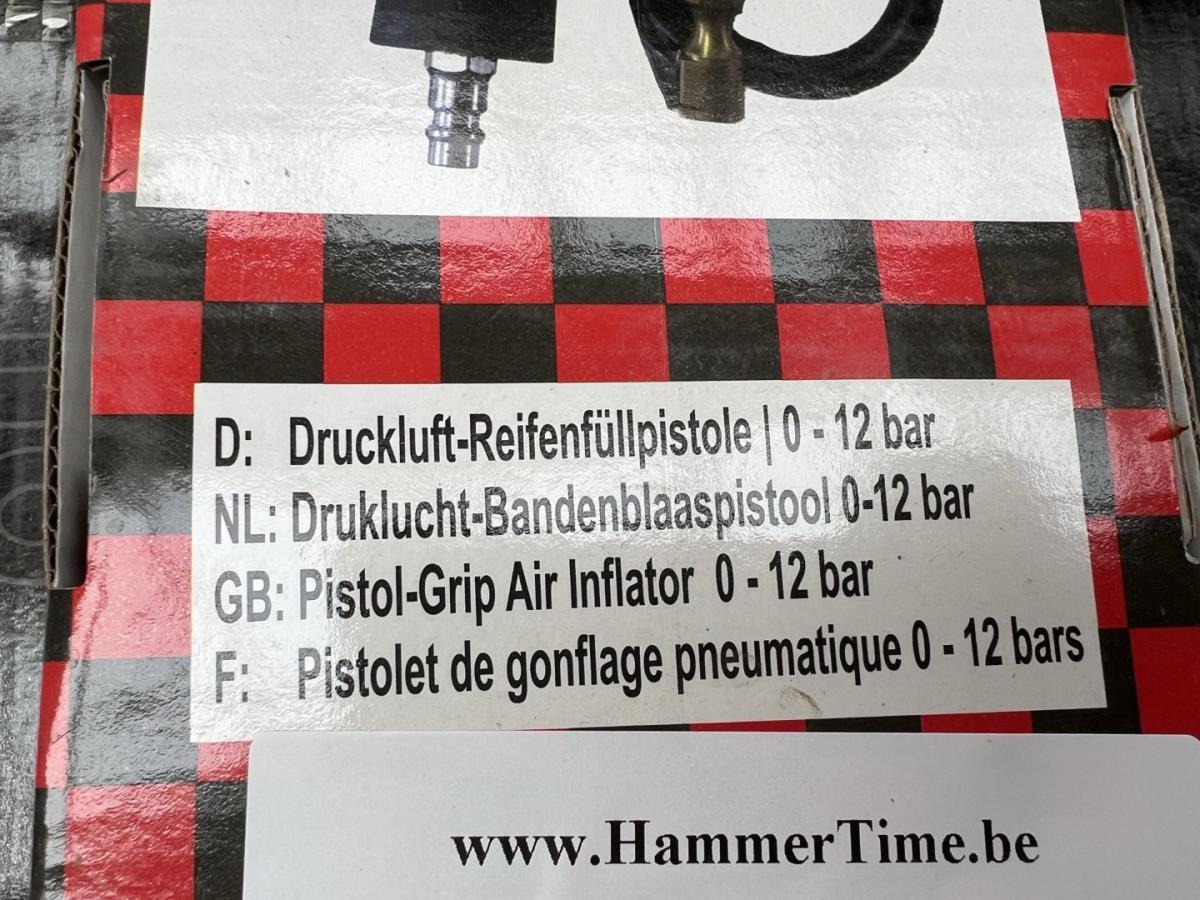 D: Druckluft-Reifenfüllpistole | 0 - 12 bar
NL: Druklucht-Bandenblaaspistool 0-12 bar
GB: Pistol-Grip Air Inflator 0 - 12 bar
F: Pistolet de gonflage pneumatique 0 - 12 bars
www.HammerTime.be